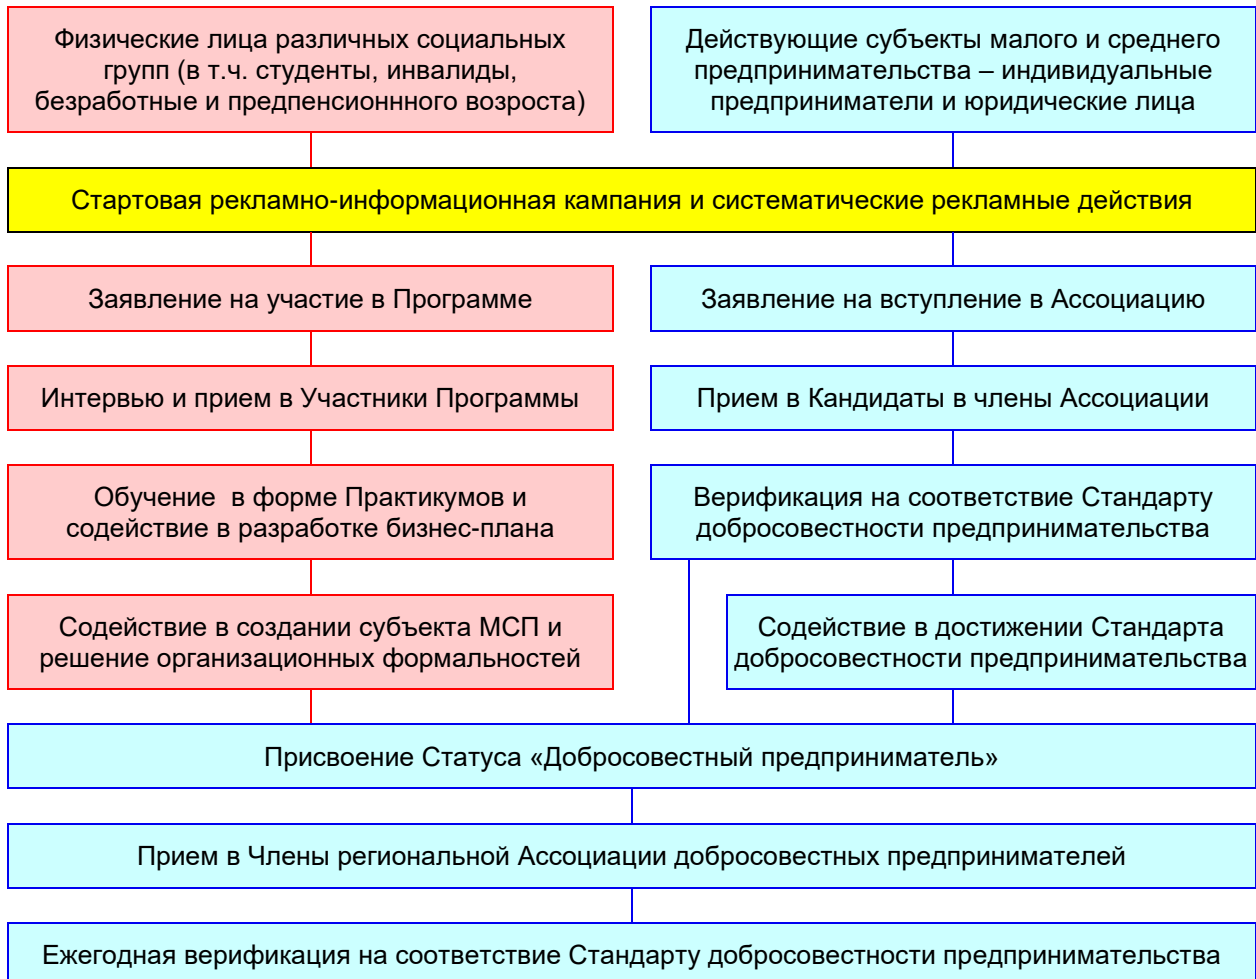 Физические лица различных социальных
групп (в т.ч. студенты, инвалиды,
безработные и предпенсионнного возроста)
Действующие субъекты малого и среднего
предпринимательства – индивидуальные
предприниматели и юридические лица
Стартовая рекламно-информационная кампания и систематические рекламные действия
Заявление на участие в Программе
Заявление на вступление в Ассоциацию
Интервью и прием в Участники Программы
Прием в Кандидаты в члены Ассоциации
Обучение  в форме Практикумов и
содействие в разработке бизнес-плана
Верификация на соответствие Стандарту
добросовестности предпринимательства
Содействие в создании субъекта МСП и
решение организационных формальностей
Содействие в достижении Стандарта
добросовестности предпринимательства
Присвоение Статуса «Добросовестный предприниматель»
Прием в Члены региональной Ассоциации добросовестных предпринимателей
Ежегодная верификация на соответствие Стандарту добросовестности предпринимательства